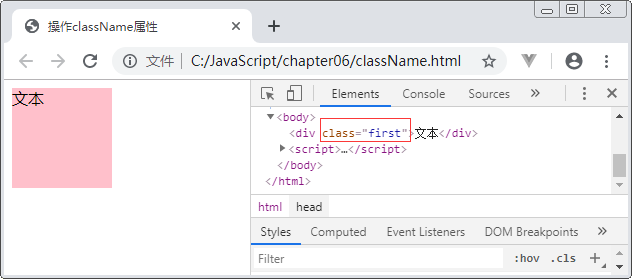 操作className属性
文件 C:/JavaScript/chapter06/className.html
文本
Elements Console Sources »
<body>
<div class="first">文本</div>
<script>…</script>
</body>
</html>
html head
Styles Computed Event Listeners DOM Breakpoints »
Filter :hov .cls +